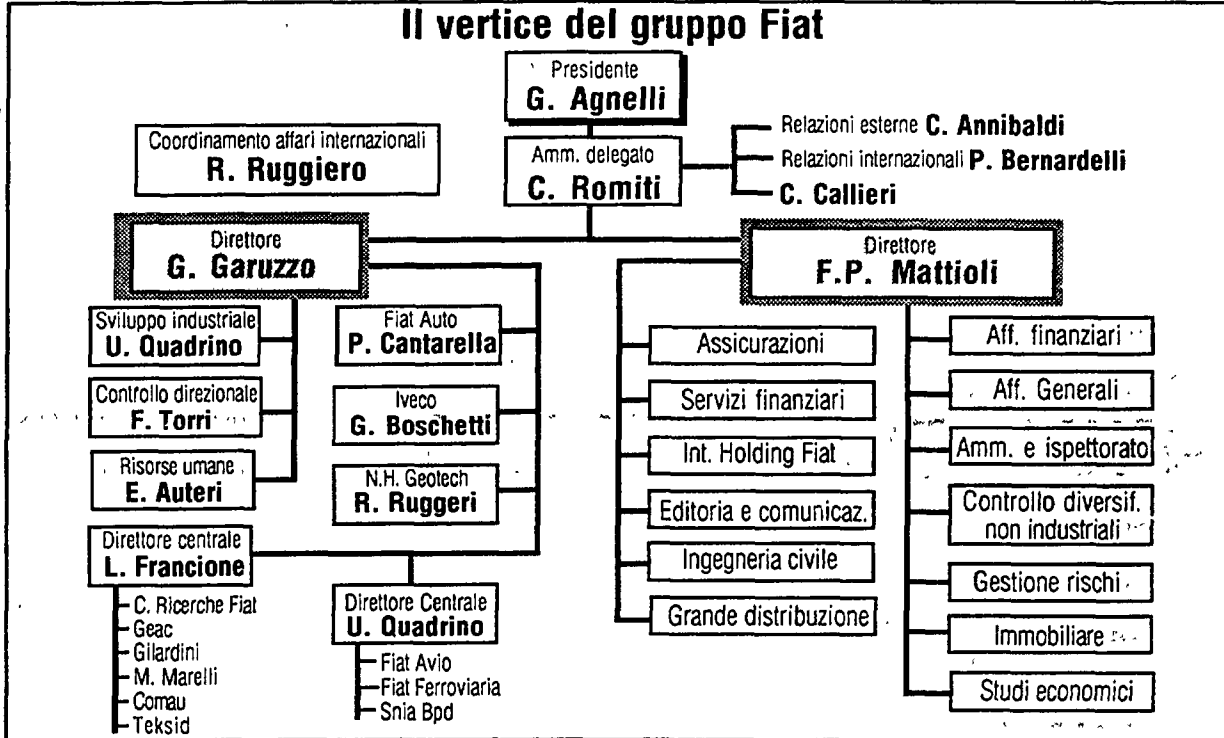 Il vertice del gruppo Fiat
Presidente
G. Agnelli
Coordinamento affari internazionali
R. Ruggiero
Amm. delegato
C. Romiti
Relazioni esterne C. Annibaldi
Relazioni internazionali P. Bernardelli
C. Callieri
Direttore
G. Garuzzo
Direttore
F.P. Mattioli
Sviluppo industriale
U. Quadrino
Controllo direzionale
F. Torri
Risorse umane
E. Auteri
Fiat Auto
P. Cantarella
Iveco
G. Boschetti
N.H. Geotech
R. Ruggeri
Direttore centrale
L. Francione
C. Ricerche Fiat
Geac
Gilardini
M. Marelli
Comau
Teksid
Direttore Centrale
U. Quadrino
Fiat Avio
Fiat Ferroviaria
Snia Bpd
Assicurazioni
Servizi finanziari
Int. Holding Fiat
Editoria e comunicaz.
Ingegneria civile
Grande distribuzione
Aff. finanziari
Aff. Generali
Amm. e ispettorato
Controllo diversif.
non industriali
Gestione rischi
Immobiliare
Studi economici